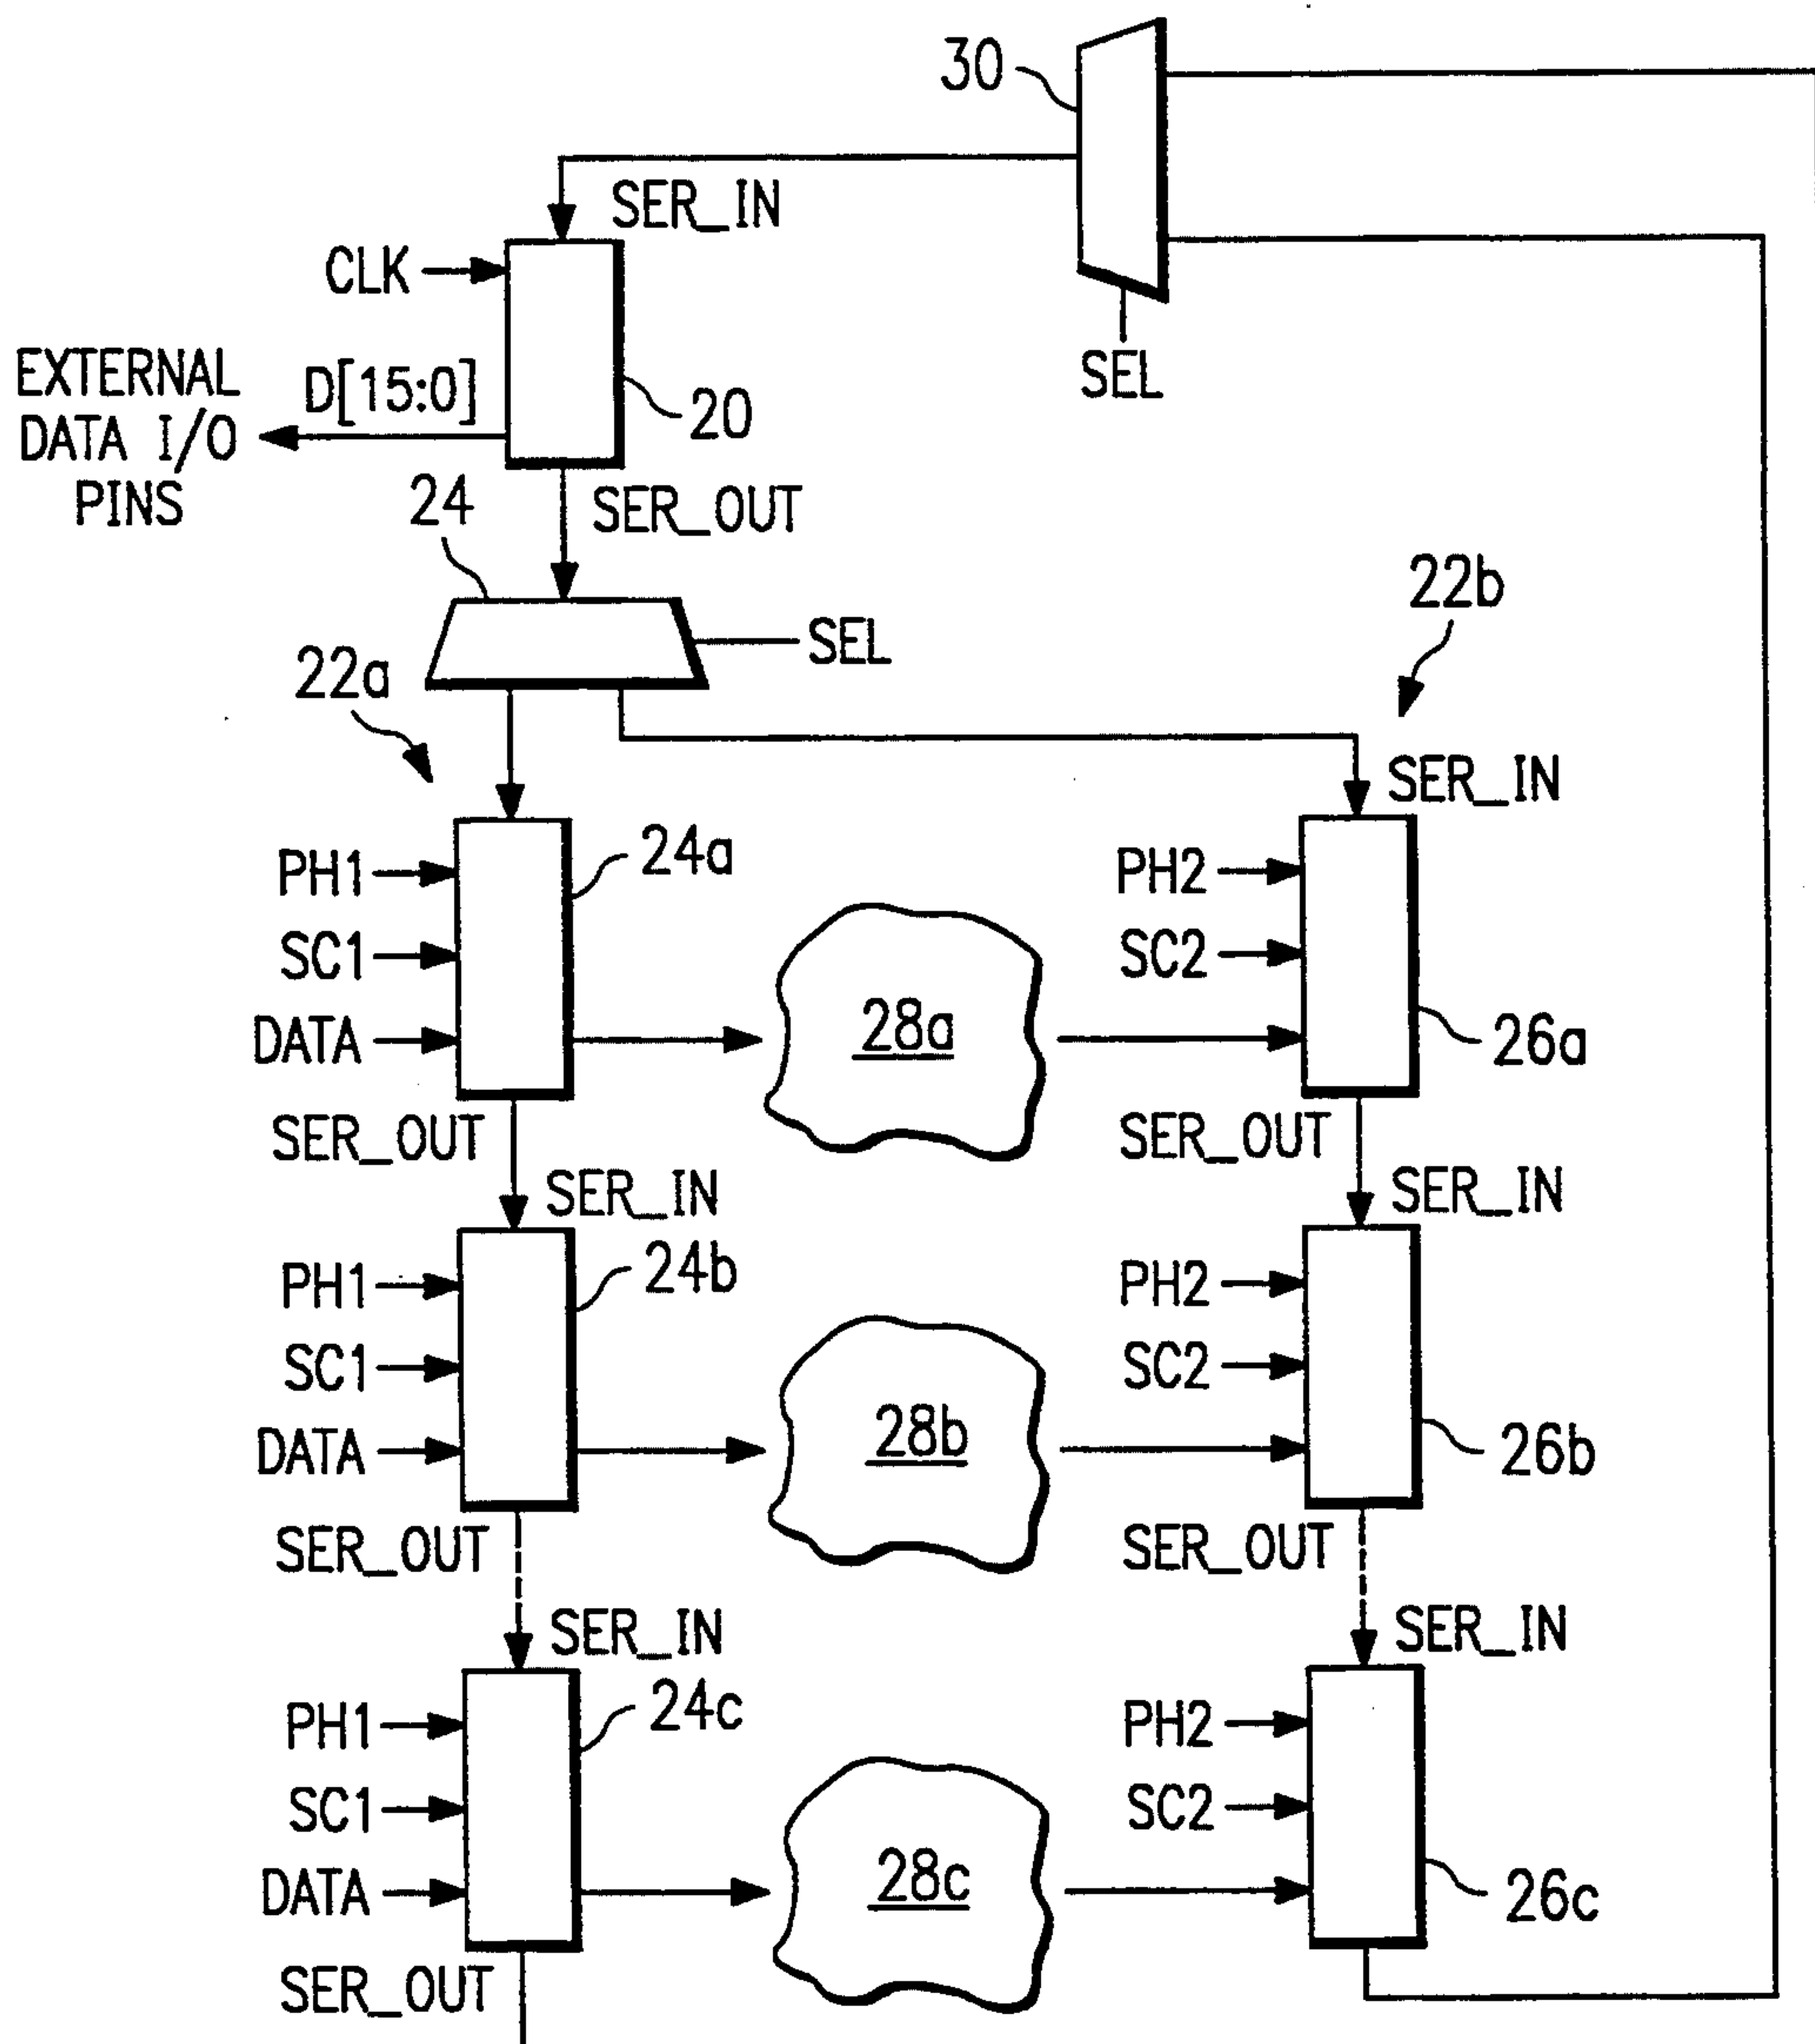 30
SER_IN
CLK
SEL
EXTERNAL
DATA I/O
PINS
D[15:0]
20
24
SER_OUT
22b
SEL
22a
SER_IN
PH1
24a
PH2
SC1
SC2
DATA
28a
26a
SER_OUT
SER_OUT
SER_IN
SER_IN
PH1
24b
PH2
SC1
SC2
DATA
28b
26b
SER_OUT
SER_OUT
SER_IN
SER_IN
PH1
24c
PH2
SC1
SC2
DATA
28c
26c
SER_OUT